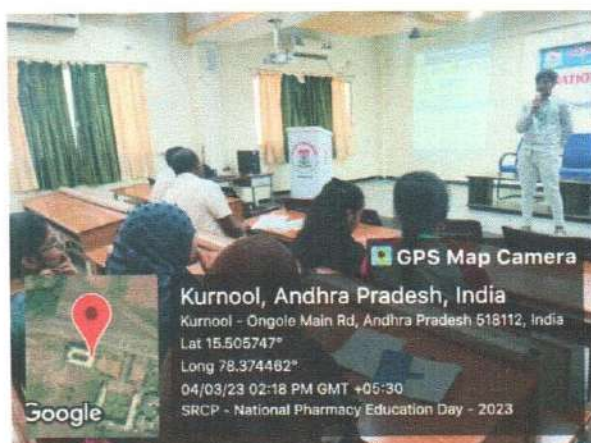 ATION
GPS Map Camera
Kurnool, Andhra Pradesh, India
Kurnool - Ongole Main Rd, Andhra Pradesh 518112, India
Lat 15.505747°
Long 78.374462°
04/03/23 02:18 PM GMT +05:30
SRCP - National Pharmacy Education Day - 2023
Google